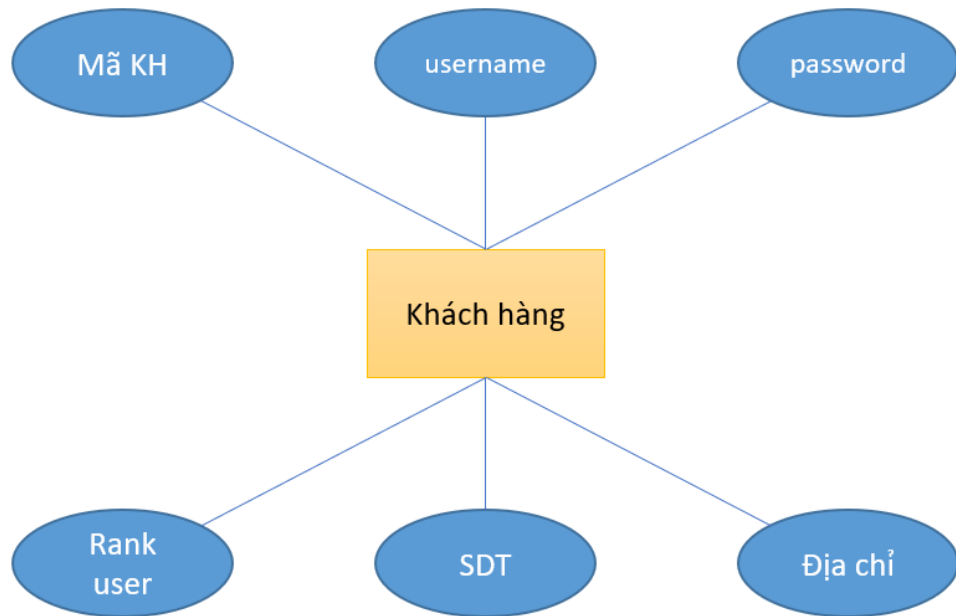 Mã KH
username
password
Khách hàng
Rank
user
SDT
Địa chỉ